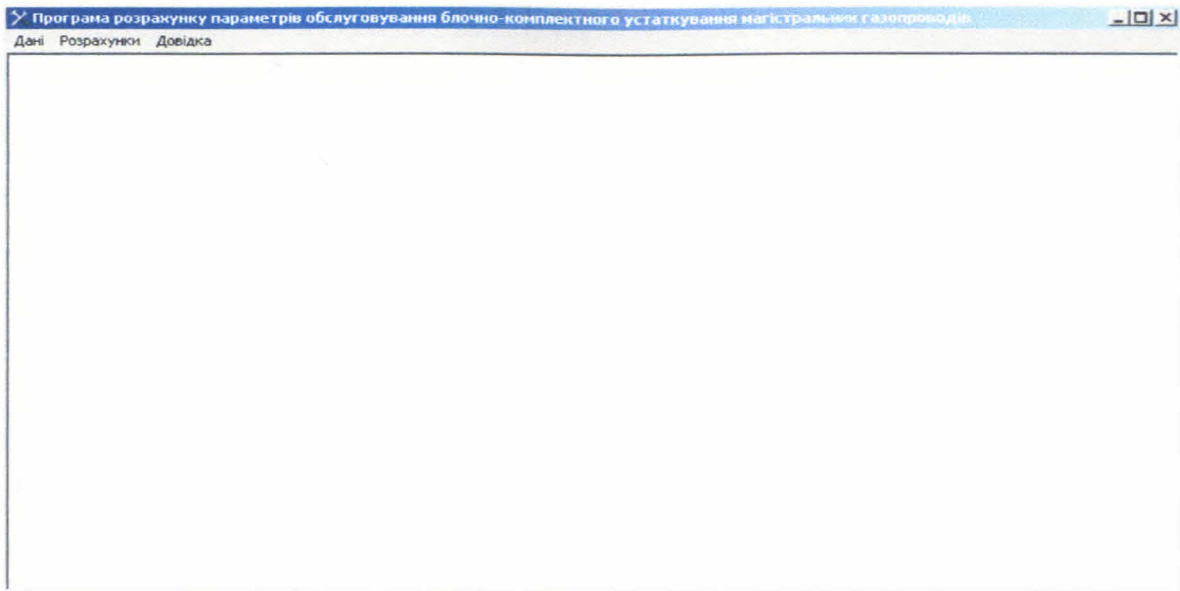 Програма розрахунку параметрів обслуговування блочно-комплектного устаткування магістральних газопроводів
Дані Розрахунки Довідка